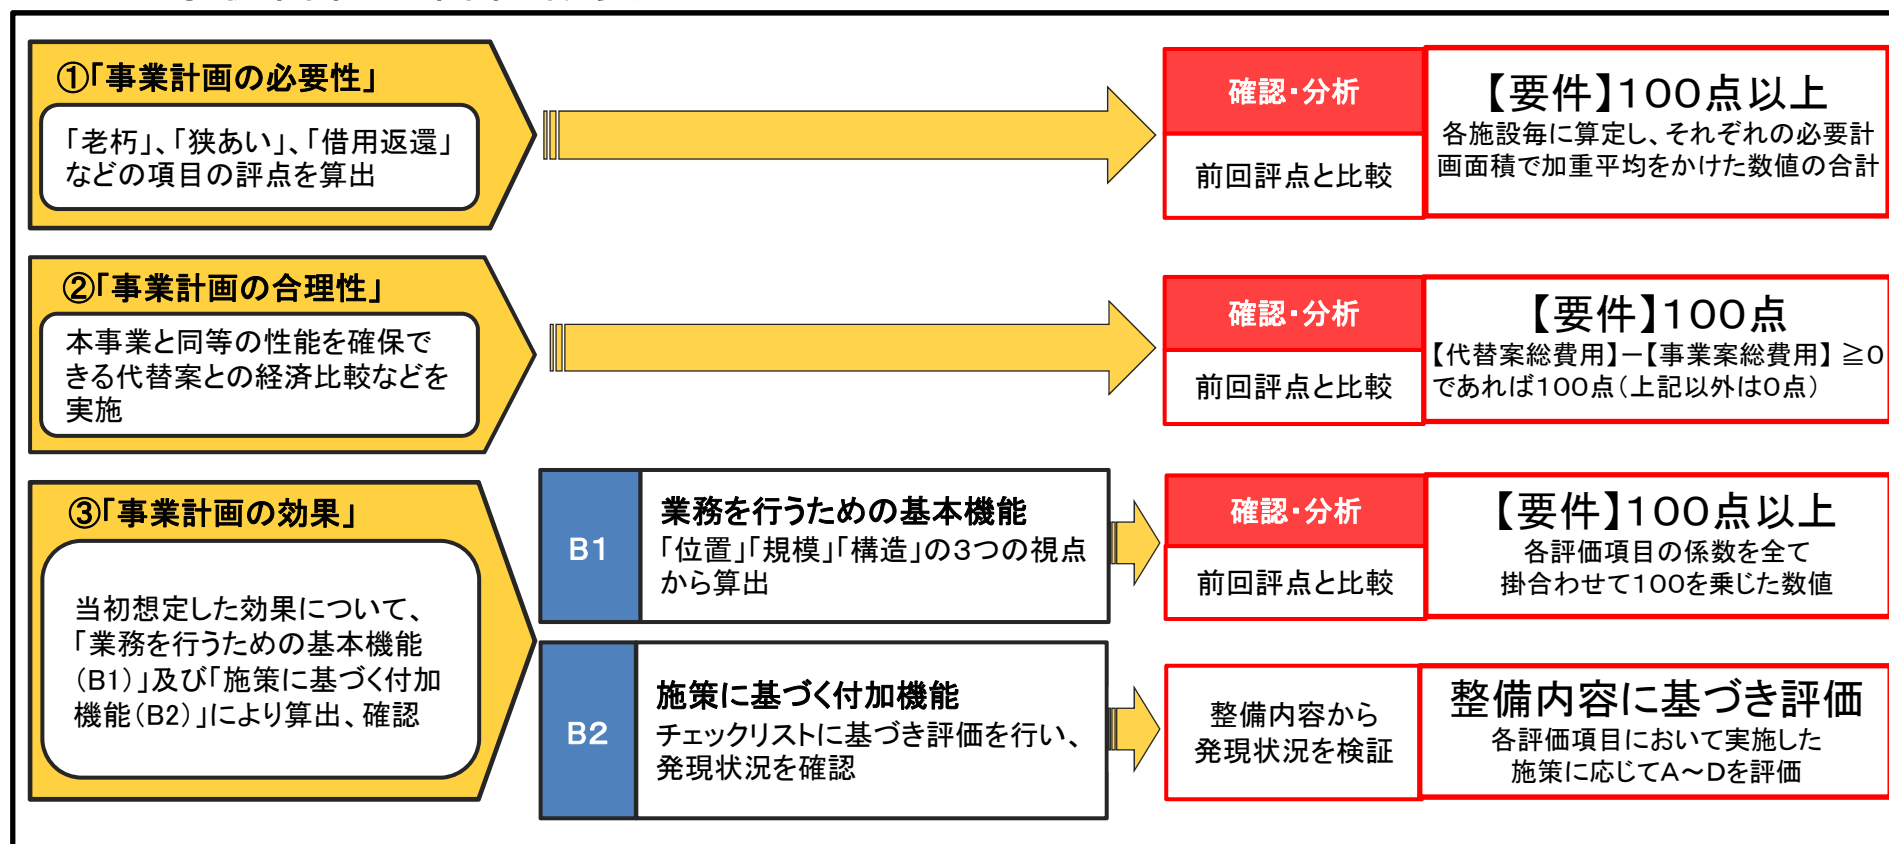 ①「事業計画の必要性」
「老朽」、「狭あい」、「借用返還」
などの項目の評点を算出
確認・分析
前回評点と比較
【要件】１００点以上
各施設毎に算定し、それぞれの必要計
画面積で加重平均をかけた数値の合計
②「事業計画の合理性」
本事業と同等の性能を確保で
きる代替案との経済比較などを
実施
確認・分析
前回評点と比較
【要件】１００点
【代替案総費用】－【事業案総費用】 ≧０
であれば１００点（上記以外は０点）
③「事業計画の効果」
当初想定した効果について、
「業務を行うための基本機能
（B1）」及び「施策に基づく付加
機能（B2）」により算出、確認
B1
業務を行うための基本機能
「位置」「規模」「構造」の３つの視点
から算出
確認・分析
前回評点と比較
【要件】１００点以上
各評価項目の係数を全て
掛合わせて１００を乗じた数値
B2
施策に基づく付加機能
チェックリストに基づき評価を行い、
発現状況を確認
整備内容から
発現状況を検証
整備内容に基づき評価
各評価項目において実施した
施策に応じてA～Dを評価